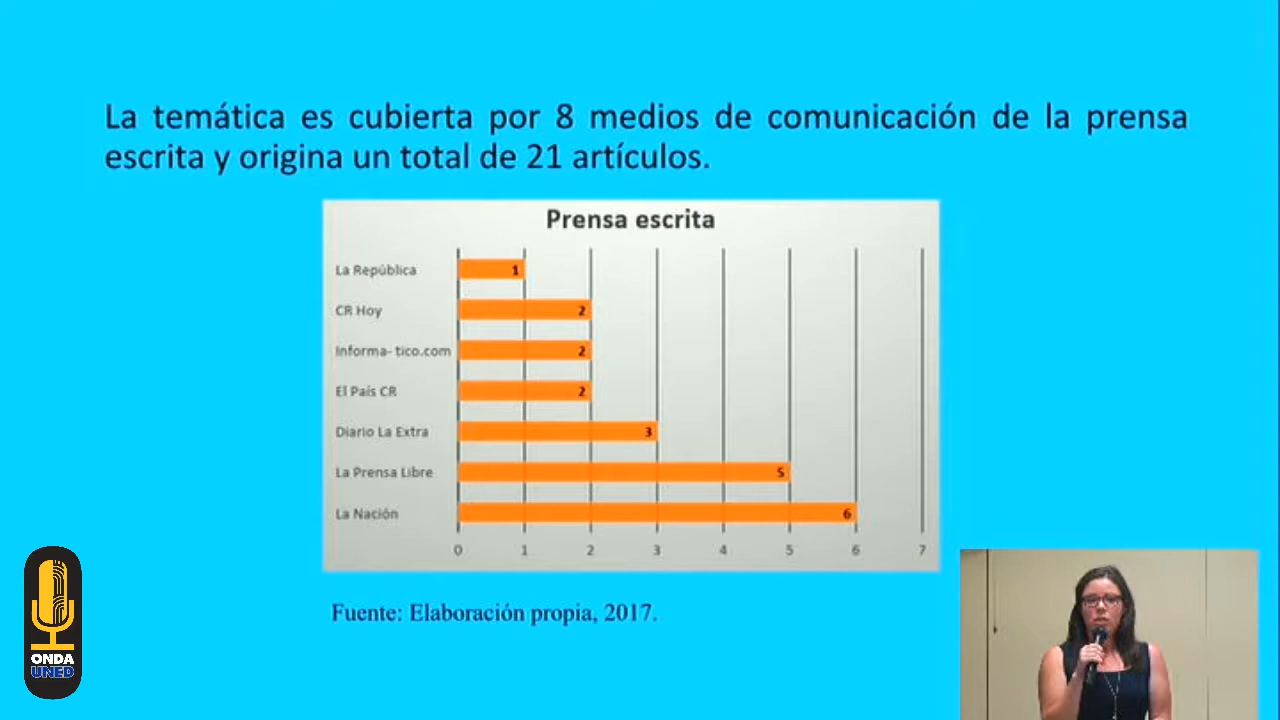 La temática es cubierta por 8 medios de comunicación de la prensa
escrita y origina un total de 21 artículos.
Prensa escrita
La República 1
CR Hoy 2
Informa- tico.com 2
El País CR 2
Diario La Extra 3
La Prensa Libre 5
La Nación 6
0 1 2 3 4 5 6 7
Fuente: Elaboración propia, 2017.
ONDA
UNED